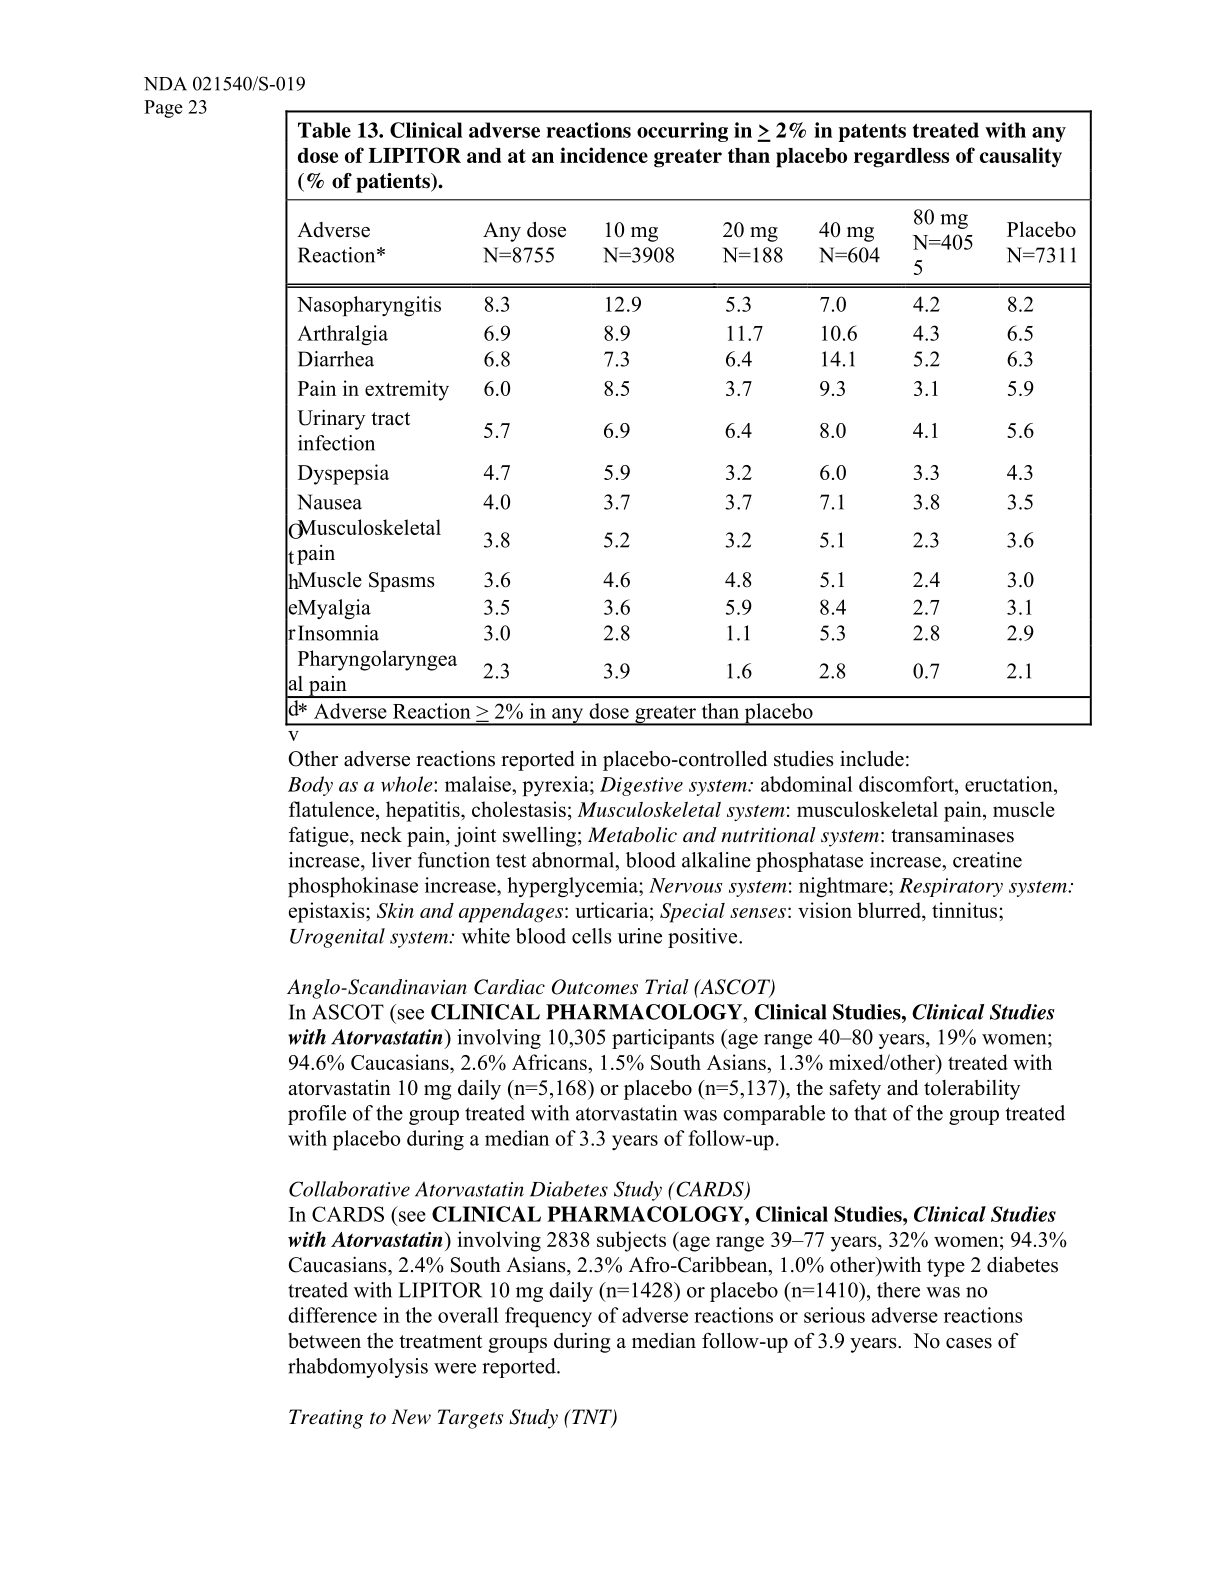 NDA 021540/S-019
Page 23
Table 13. Clinical adverse reactions occurring in ≥ 2% in patents treated with any
dose of LIPITOR and at an incidence greater than placebo regardless of causality
(% of patients).
Adverse Reaction* Any dose N=8755 10 mg N=3908 20 mg N=188 40 mg N=604 80 mg N=405 5 Placebo N=7311
Nasopharyngitis 8.3 12.9 5.3 7.0 4.2 8.2
Arthralgia 6.9 8.9 11.7 10.6 4.3 6.5
Diarrhea 6.8 7.3 6.4 14.1 5.2 6.3
Pain in extremity 6.0 8.5 3.7 9.3 3.1 5.9
Urinary tract
infection 5.7 6.9 6.4 8.0 4.1 5.6
Dyspepsia 4.7 5.9 3.2 6.0 3.3 4.3
Nausea 4.0 3.7 3.7 7.1 3.8 3.5
O Musculoskeletal
t pain 3.8 5.2 3.2 5.1 2.3 3.6
h Muscle Spasms 3.6 4.6 4.8 5.1 2.4 3.0
e Myalgia 3.5 3.6 5.9 8.4 2.7 3.1
r Insomnia 3.0 2.8 1.1 5.3 2.8 2.9
Pharyngolaryngea
al pain 2.3 3.9 1.6 2.8 0.7 2.1
d* Adverse Reaction ≥ 2% in any dose greater than placebo
v
Other adverse reactions reported in placebo-controlled studies include:
Body as a whole: malaise, pyrexia; Digestive system: abdominal discomfort, eructation,
flatulence, hepatitis, cholestasis; Musculoskeletal system: musculoskeletal pain, muscle
fatigue, neck pain, joint swelling; Metabolic and nutritional system: transaminases
increase, liver function test abnormal, blood alkaline phosphatase increase, creatine
phosphokinase increase, hyperglycemia; Nervous system: nightmare; Respiratory system:
epistaxis; Skin and appendages: urticaria; Special senses: vision blurred, tinnitus;
Urogenital system: white blood cells urine positive.
Anglo-Scandinavian Cardiac Outcomes Trial (ASCOT)
In ASCOT (see CLINICAL PHARMACOLOGY, Clinical Studies, Clinical Studies
with Atorvastatin) involving 10,305 participants (age range 40–80 years, 19% women;
94.6% Caucasians, 2.6% Africans, 1.5% South Asians, 1.3% mixed/other) treated with
atorvastatin 10 mg daily (n=5,168) or placebo (n=5,137), the safety and tolerability
profile of the group treated with atorvastatin was comparable to that of the group treated
with placebo during a median of 3.3 years of follow-up.
Collaborative Atorvastatin Diabetes Study (CARDS)
In CARDS (see CLINICAL PHARMACOLOGY, Clinical Studies, Clinical Studies
with Atorvastatin) involving 2838 subjects (age range 39–77 years, 32% women; 94.3%
Caucasians, 2.4% South Asians, 2.3% Afro-Caribbean, 1.0% other)with type 2 diabetes
treated with LIPITOR 10 mg daily (n=1428) or placebo (n=1410), there was no
difference in the overall frequency of adverse reactions or serious adverse reactions
between the treatment groups during a median follow-up of 3.9 years. No cases of
rhabdomyolysis were reported.
Treating to New Targets Study (TNT)